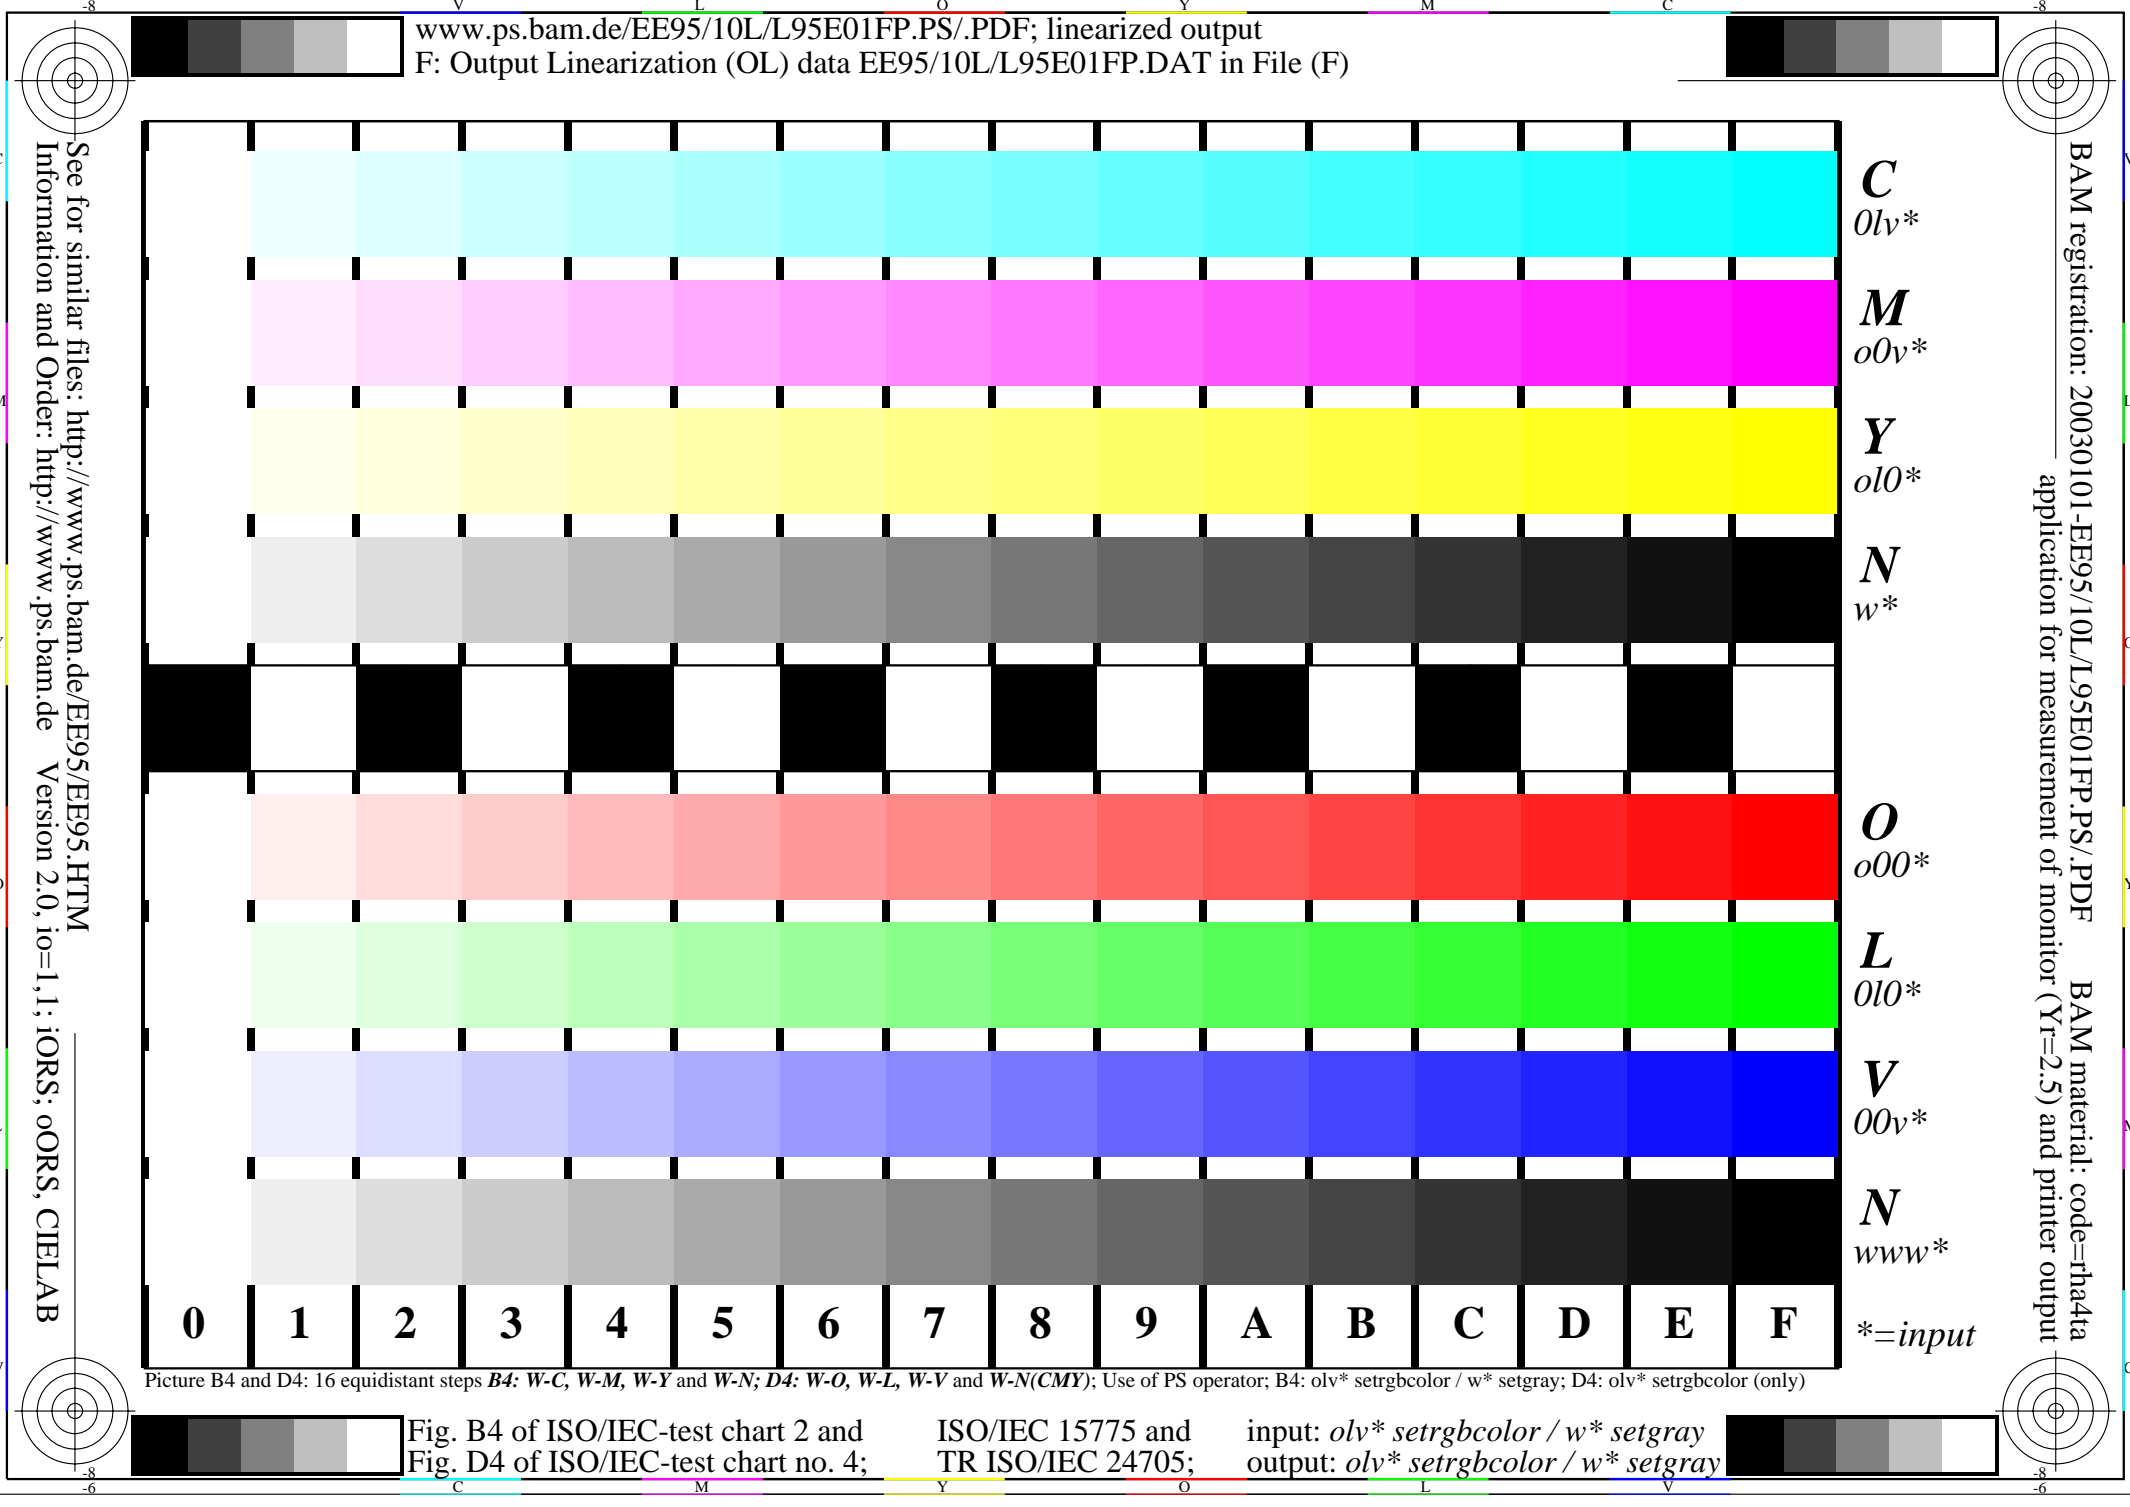 -8
-8
V
L
O
Y
M
C
www.ps.bam.de/EE95/10L/L95E01FP.PS/.PDF; linearized output
F: Output Linearization (OL) data EE95/10L/L95E01FP.DAT in File (F)
See for similar files: http://www.ps.bam.de/EE95/EE95.HTM
Information and Order: http://www.ps.bam.de Version 2.0, io=1,1; iORS; oORS, CIELAB
C
0lv*
M
o0v*
Y
ol0*
N
w*
O
o00*
L
0l0*
V
00v*
N
www*
0 1 2 3 4 5 6 7 8 9 A B C D E F
*=input
BAM registration: 20030101-EE95/10L/L95E01FP.PS/.PDF BAM material: code=rha4ta
application for measurement of monitor (Yr=2.5) and printer output
Picture B4 and D4: 16 equidistant steps B4: W-C, W-M, W-Y and W-N; D4: W-O, W-L, W-V and W-N(CMY); Use of PS operator; B4: olv* setrgbcolor / w* setgray; D4: olv* setrgbcolor (only)
Fig. B4 of ISO/IEC-test chart 2 and ISO/IEC 15775 and input: olv* setrgbcolor / w* setgray
Fig. D4 of ISO/IEC-test chart no. 4; TR ISO/IEC 24705; output: olv* setrgbcolor / w* setgray
-8
-8
-6
-6
C
M
Y
O
L
V